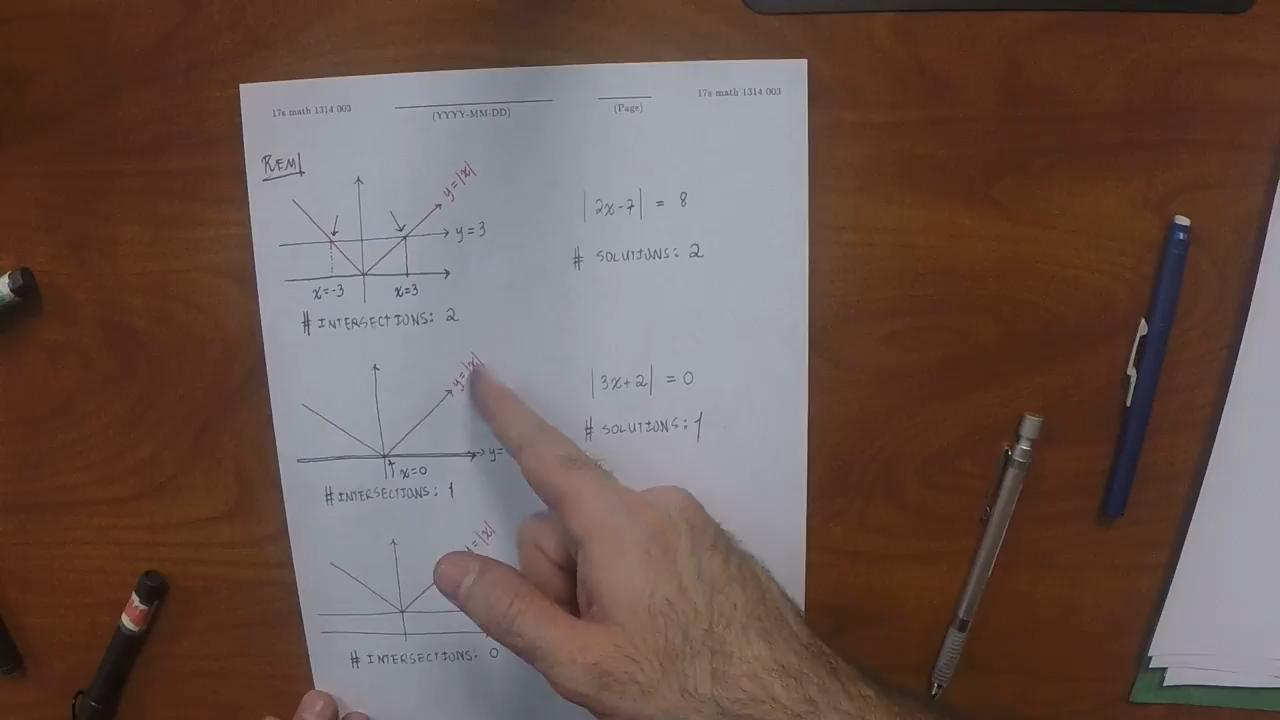 17s math 1314 003
(YYYY-MM-DD)
(Page)
17s math 1314 003
REM
y=|x|
y=3
x=-3
x=3
# INTERSECTIONS: 2
|2x-7| = 8
# SOLUTIONS: 2
y=|x|
y=
x=0
# INTERSECTIONS: 1
|3x+2| = 0
# SOLUTIONS: 1
y=|x|
# INTERSECTIONS: 0